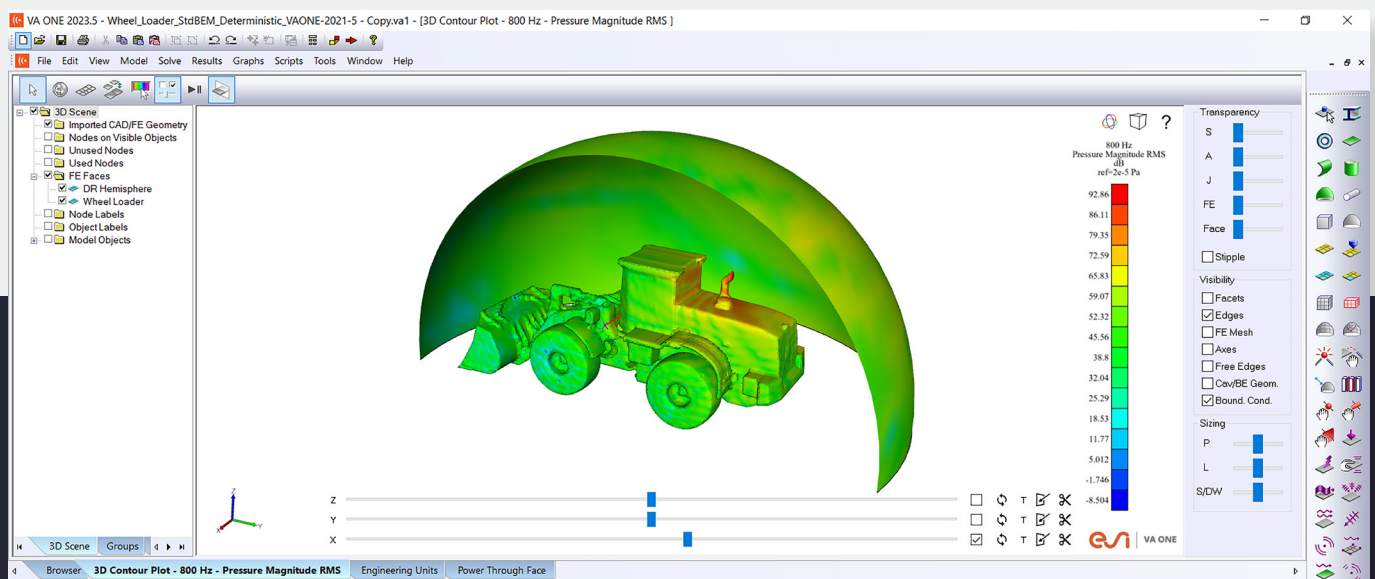 VA ONE 2023.5 - Wheel_Loader_StdBEM_Deterministic_VAONE-2021-5 - Copy.va1 - [3D Contour Plot - 800 Hz - Pressure Magnitude RMS ]
File Edit View Model Solve Results Graphs Scripts Tools Window Help
3D Scene
Imported CAD/FE Geometry
Nodes on Visible Objects
Unused Nodes
Used Nodes
FE Faces
DR Hemisphere
Wheel Loader
Node Labels
Object Labels
Model Objects
800 Hz
Pressure Magnitude RMS
dB
ref=2e-5 Pa
92.86
86.11
79.35
72.59
65.83
59.07
52.32
45.56
38.8
32.04
25.29
18.53
11.77
5.012
-1.746
-8.504
Transparency
S
A
J
FE
Face
Stipple
Visibility
Facets
Edges
FE Mesh
Axes
Free Edges
Cav/BE Geom.
Bound. Cond.
Sizing
P
L
S/DW
Z
Y
X
Z T
Y T
X T
esi VA ONE
3D Scene Groups
Browser 3D Contour Plot - 800 Hz - Pressure Magnitude RMS Engineering Units Power Through Face